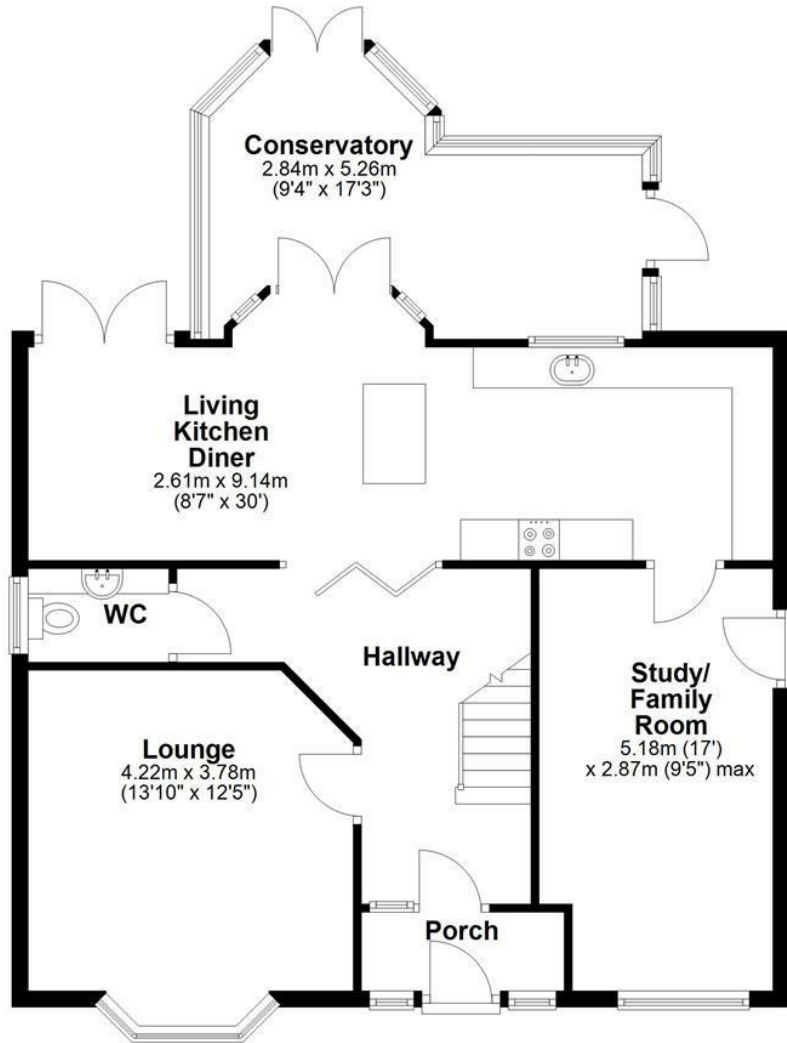 Conservatory
2.84m x 5.26m
(9'4" x 17'3")
Living
Kitchen
Diner
2.61m x 9.14m
(8'7" x 30')
WC
Hallway
Study/
Family
Room
5.18m (17')
x 2.87m (9'5") max
Lounge
4.22m x 3.78m
(13'10" x 12'5")
Porch